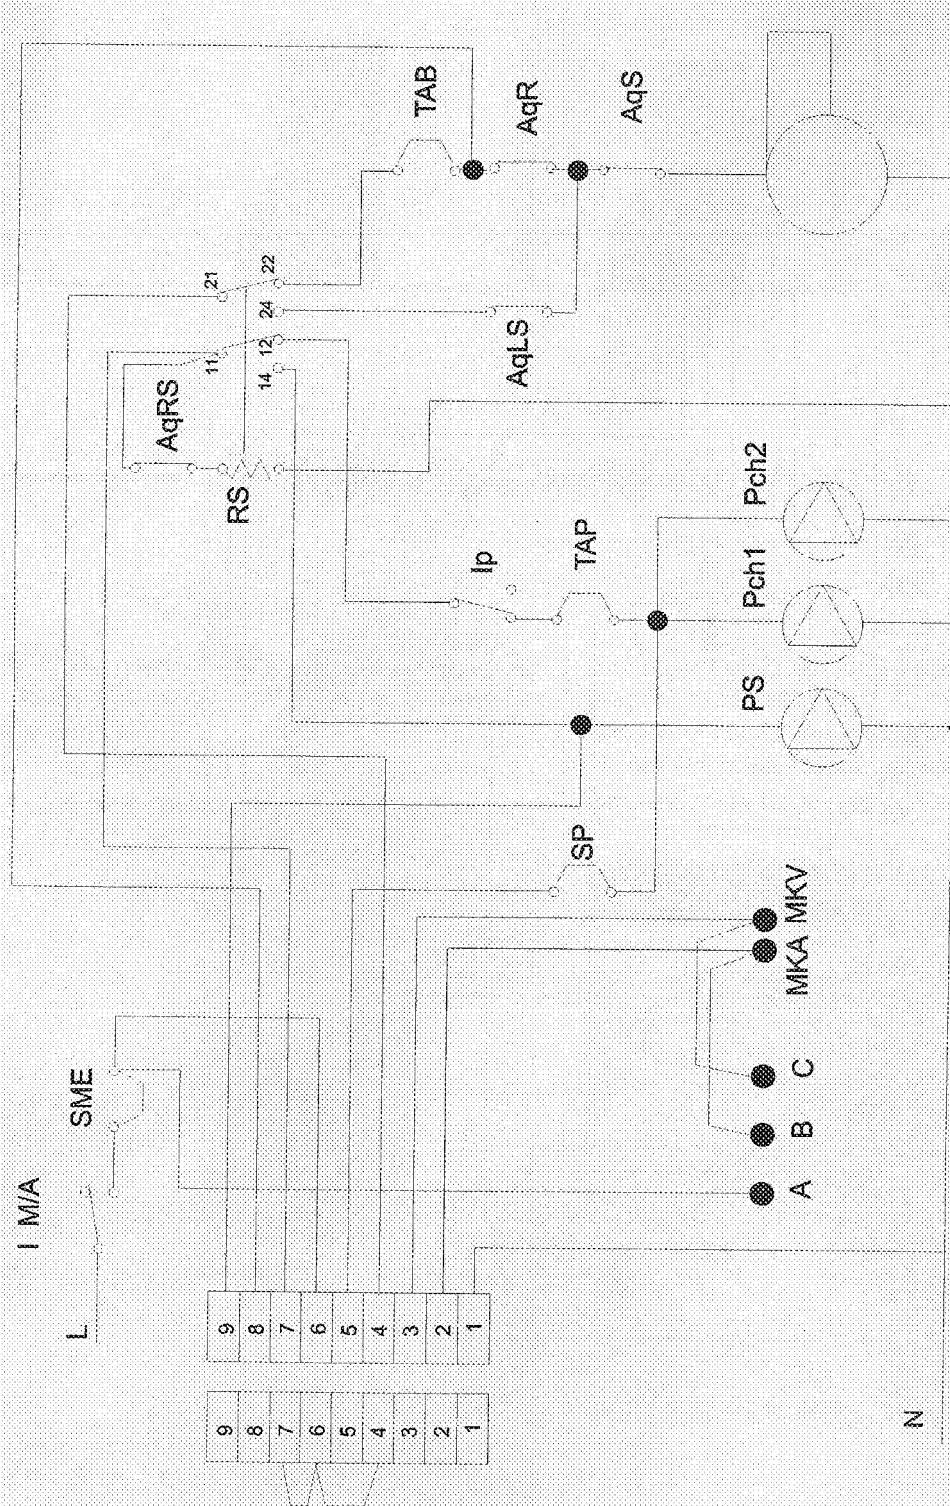 TAB
AqR
AqS
21
22
24
11
12
14
AqRS
RS
AqLS
Ip
TAP
Pch2
Pch1
PS
SP
MKV
MKA
C
B
A
SME
I M/A
L
9
8
7
6
5
4
3
2
1
9
8
7
6
5
4
3
2
1
N